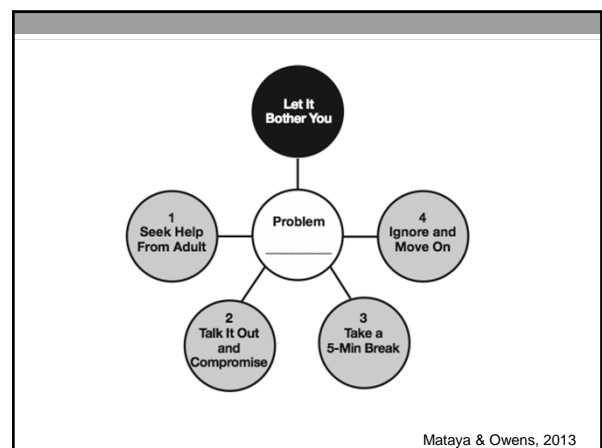 Let It
Bother You
Problem
1
Seek Help
From Adult
4
Ignore and
Move On
2
Talk It Out
and
Compromise
3
Take a
5-Min Break
Mataya & Owens, 2013